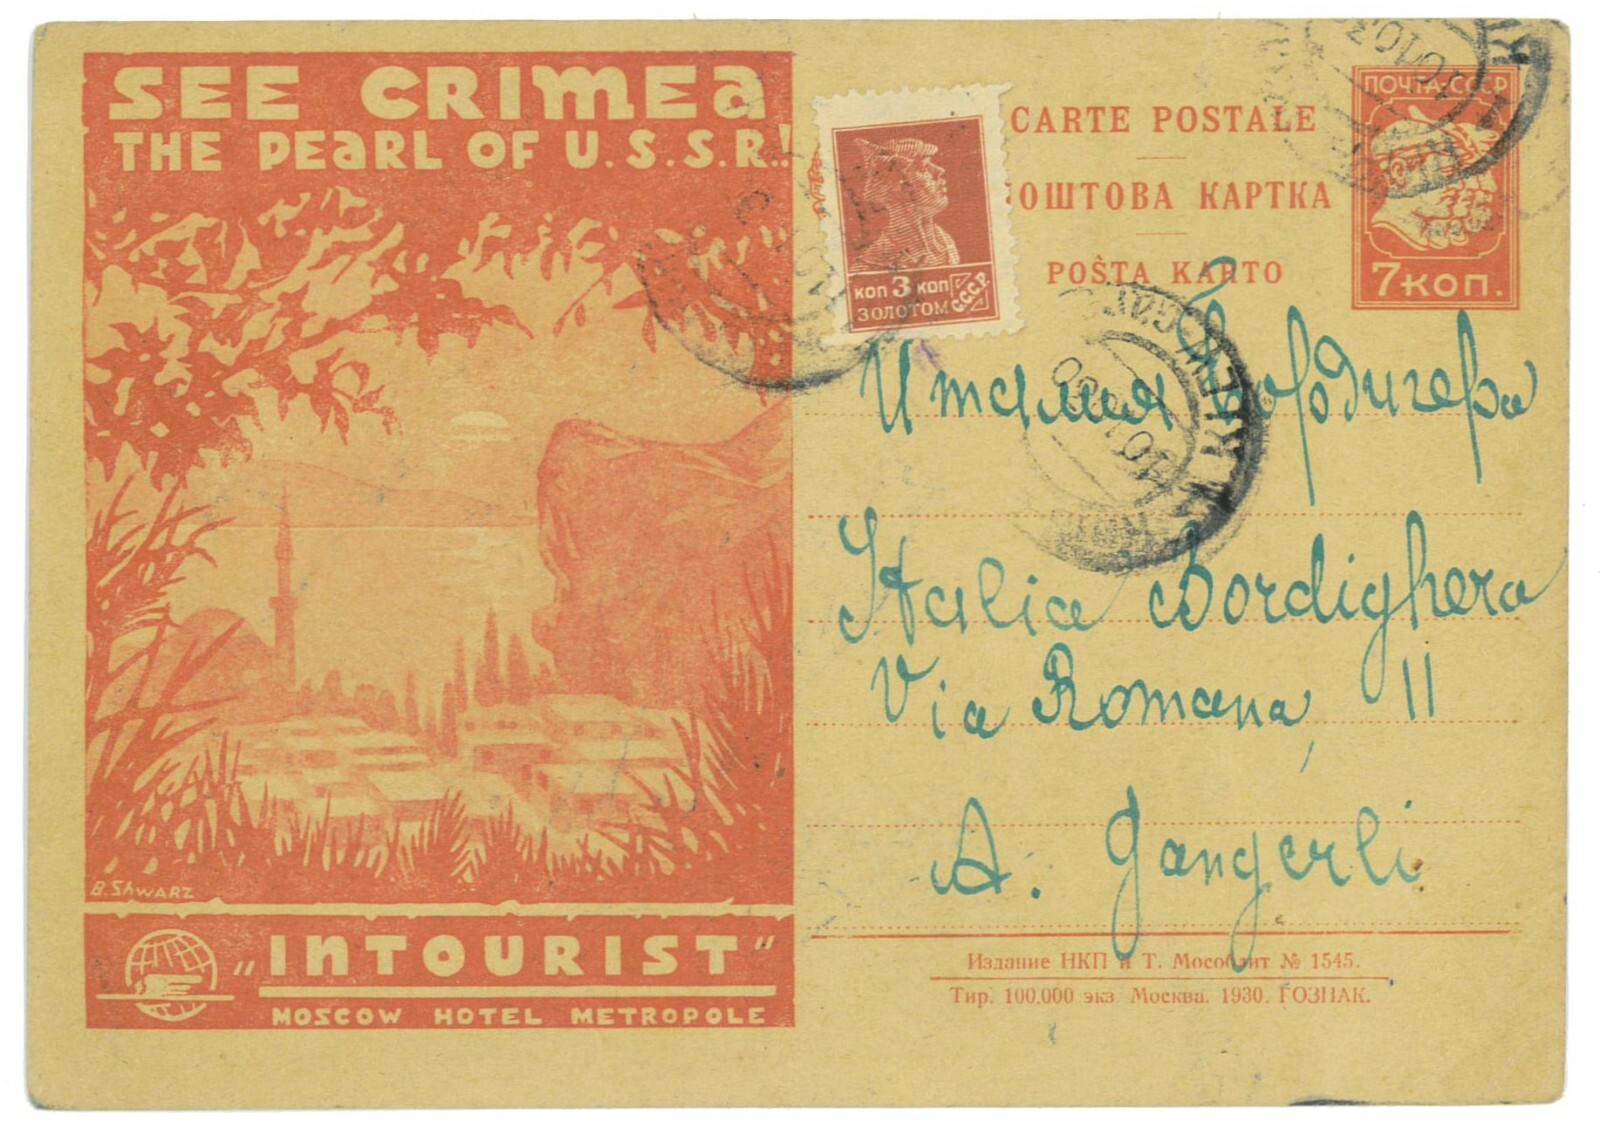 SEE CRIMEA
THE PEARL OF U.S.S.R.!
B. SHWARZ
"INTOURIST"
MOSCOW HOTEL METROPOLE
КОП 3 КОП
ЗОЛОТОМ
С.С.С.Р.
CARTE POSTALE
ОШТОВА КАРТКА
POŜTA KARTO
ПОЧТА СССР
7 КОП.
Италия Бордигера
Italia Bordighera
Via Romana, 11
A. Gangerli
Издание НКП и Т. Мособлит № 1545.
Тир. 100.000 экз. Москва. 1930. ГОЗНАК.